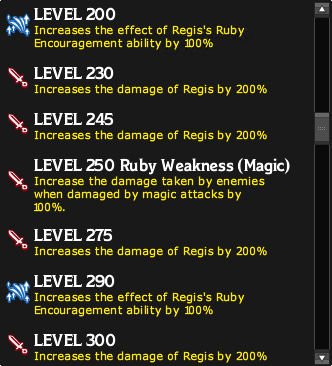 LEVEL 200
Increases the effect of Regis's Ruby
Encouragement ability by 100%
LEVEL 230
Increases the damage of Regis by 200%
LEVEL 245
Increases the damage of Regis by 200%
LEVEL 250 Ruby Weakness (Magic)
Increase the damage taken by enemies
when damaged by magic attacks by
100%.
LEVEL 275
Increases the damage of Regis by 200%
LEVEL 290
Increases the effect of Regis's Ruby
Encouragement ability by 100%
LEVEL 300
Increases the damage of Regis by 200%